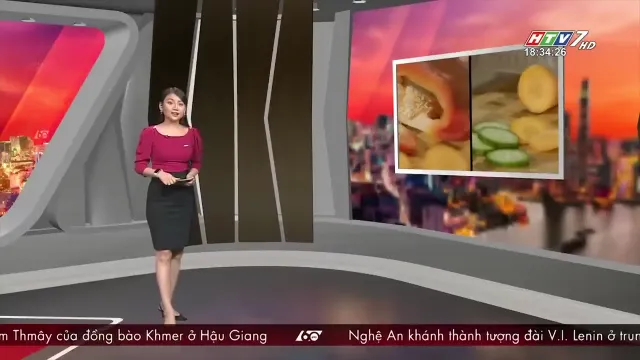 HTV7 HD
18:34:26
m Thmây của đồng bào Khmer ở Hậu Giang 60 Nghệ An khánh thành tượng đài V.I. Lenin ở trun